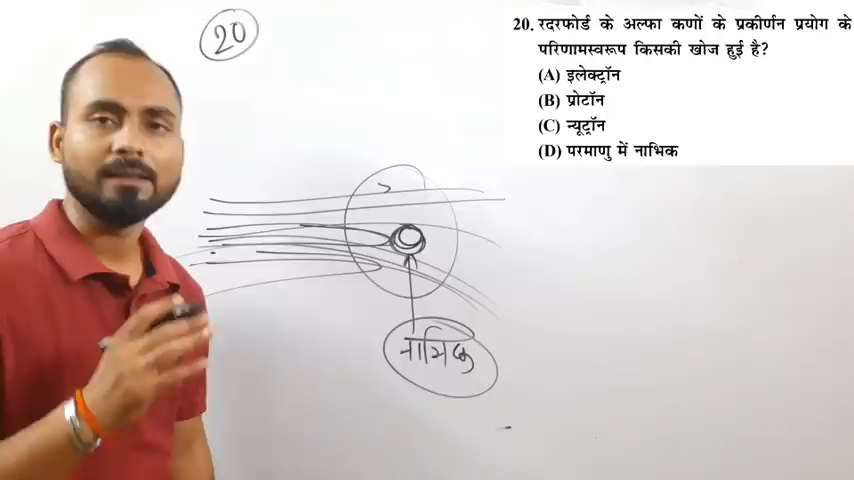 20
20. रदरफोर्ड के अल्फा कणों के प्रकीर्णन प्रयोग के
परिणामस्वरूप किसकी खोज हुई है?
(A) इलेक्ट्रॉन
(B) प्रोटॉन
(C) न्यूट्रॉन
(D) परमाणु में नाभिक
नाभिक